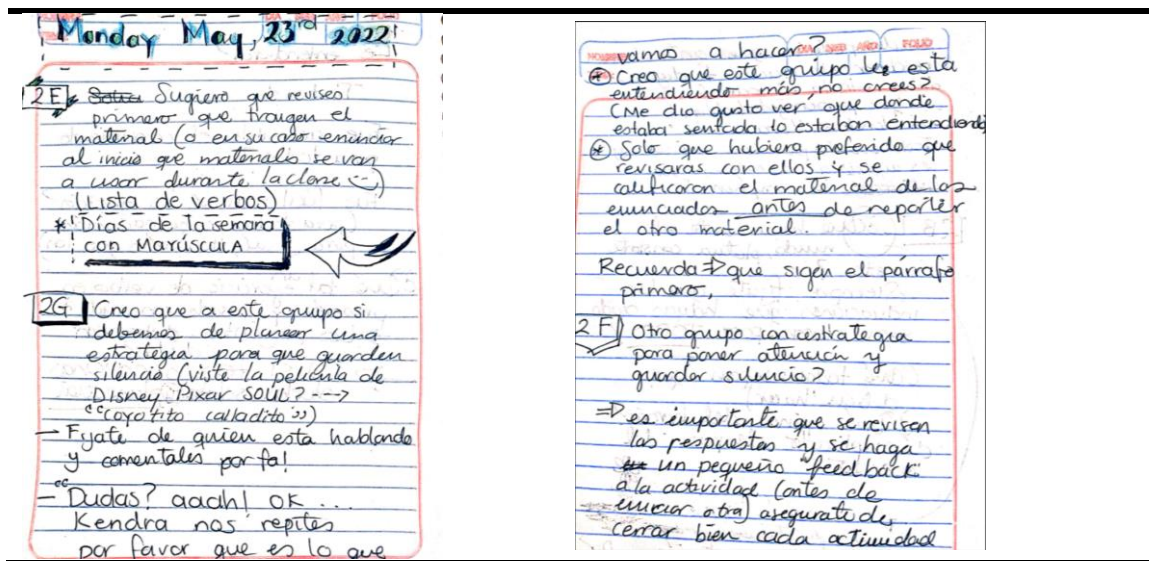 Monday May, 23rd 2022
2E * Sugiero que revises
primero que traigan el
material (o en su caso enunciar
al inicio que materiales se van
a usar durante la clase
(Lista de verbos)
* Días de la semana
con MAYÚSCULA
2G Creo que a este grupo si
debemos de planear una
estrategia para que guarden
silencio (viste la película de
Disney Pixar SOUL? --->
"coyotito calladito")
- Fijate de quien esta hablando
y comentales por fa!
- "Dudas? aaah! OK...
Kendra nos repites
por favor que es lo que
vamos a hacer?
* Creo que este grupo le esta
entendiendo más, no crees?
(Me dio gusto ver que donde
estaba sentada lo estaban entendiendo)
* Solo que hubiera preferido que
revisaras con ellos y se
calificaron el material de los
enunciados antes de repartir
el otro material.
Recuerda => que sigen el párrafo
primero,
2F Otro grupo con estrategia
para poner atención y
guardar silencio?
=> es importante que se revisen
las respuestas y se haga
un pequeño feedback
a la actividad (antes de
iniciar otra) asegurate de
cerrar bien cada actividad